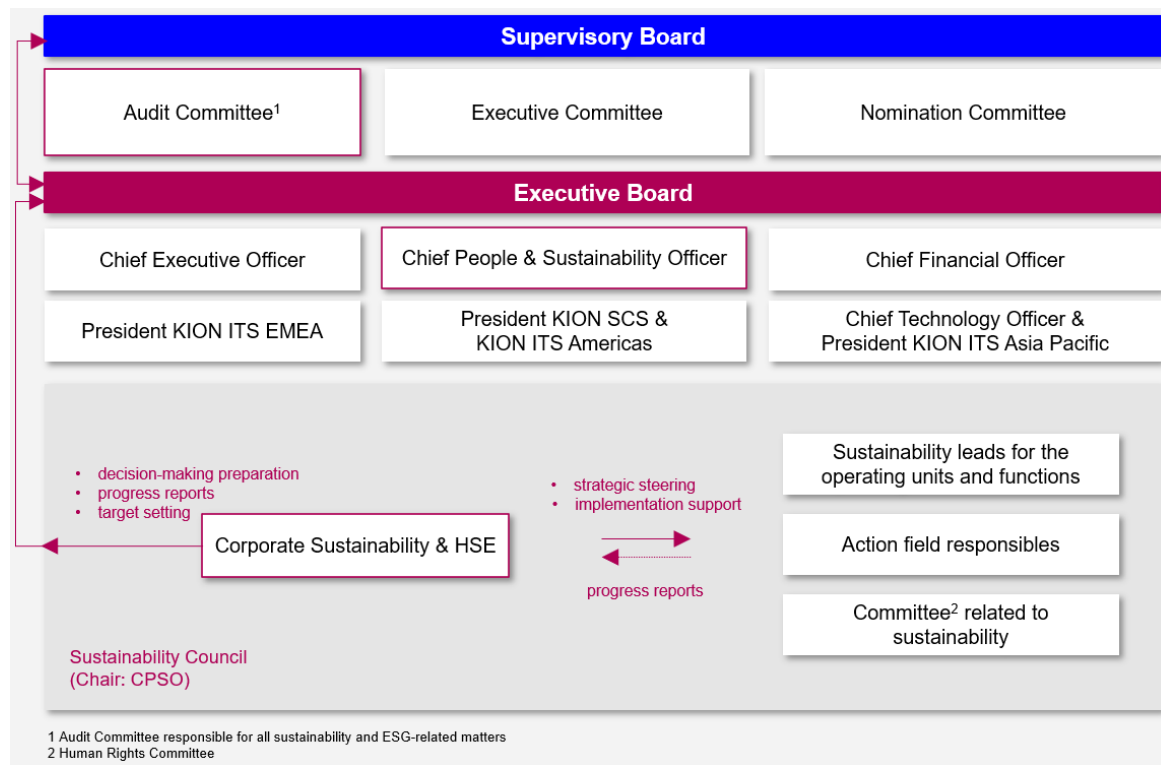 Supervisory Board
Audit Committee¹
Executive Committee
Nomination Committee
Executive Board
Chief Executive Officer
Chief People & Sustainability Officer
Chief Financial Officer
President KION ITS EMEA
President KION SCS &
KION ITS Americas
Chief Technology Officer &
President KION ITS Asia Pacific
• decision-making preparation
• progress reports
• target setting
Corporate Sustainability & HSE
• strategic steering
• implementation support
progress reports
Sustainability leads for the
operating units and functions
Action field responsibles
Committee² related to
sustainability
Sustainability Council
(Chair: CPSO)
1 Audit Committee responsible for all sustainability and ESG-related matters
2 Human Rights Committee